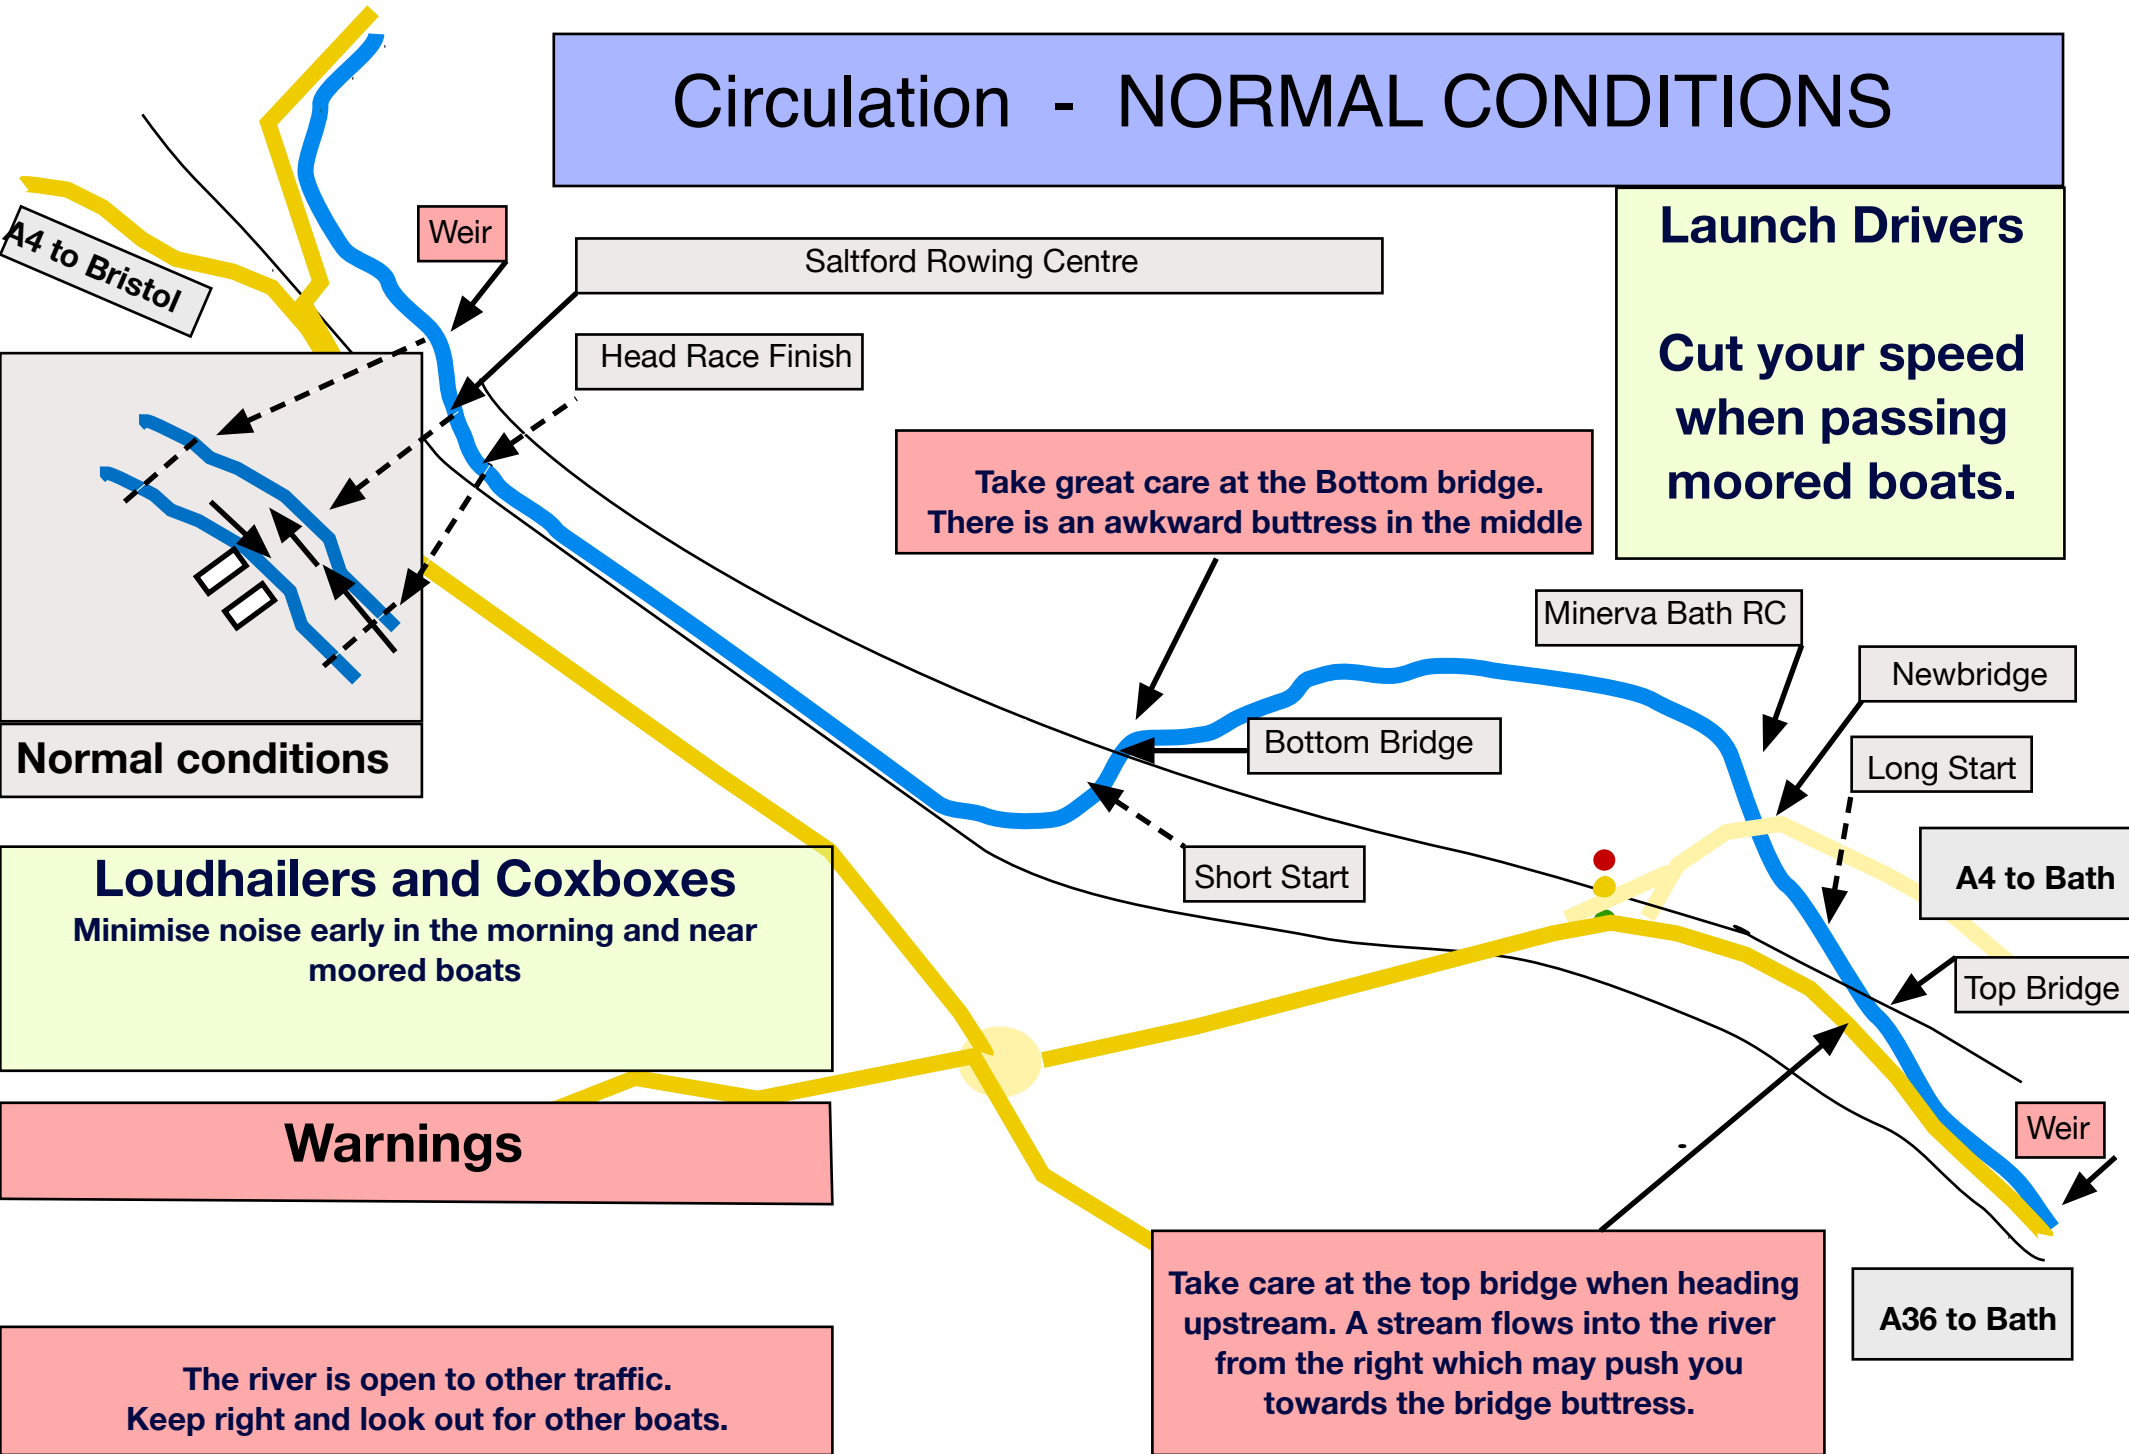 Circulation - NORMAL CONDITIONS
Launch Drivers
Cut your speed
when passing
moored boats.
A4 to Bristol
Weir
Saltford Rowing Centre
Head Race Finish
Take great care at the Bottom bridge.
There is an awkward buttress in the middle
Minerva Bath RC
Newbridge
Normal conditions
Bottom Bridge
Long Start
Short Start
A4 to Bath
Loudhailers and Coxboxes
Minimise noise early in the morning and near
moored boats
Top Bridge
Warnings
Weir
Take care at the top bridge when heading
upstream. A stream flows into the river
from the right which may push you
towards the bridge buttress.
A36 to Bath
The river is open to other traffic.
Keep right and look out for other boats.